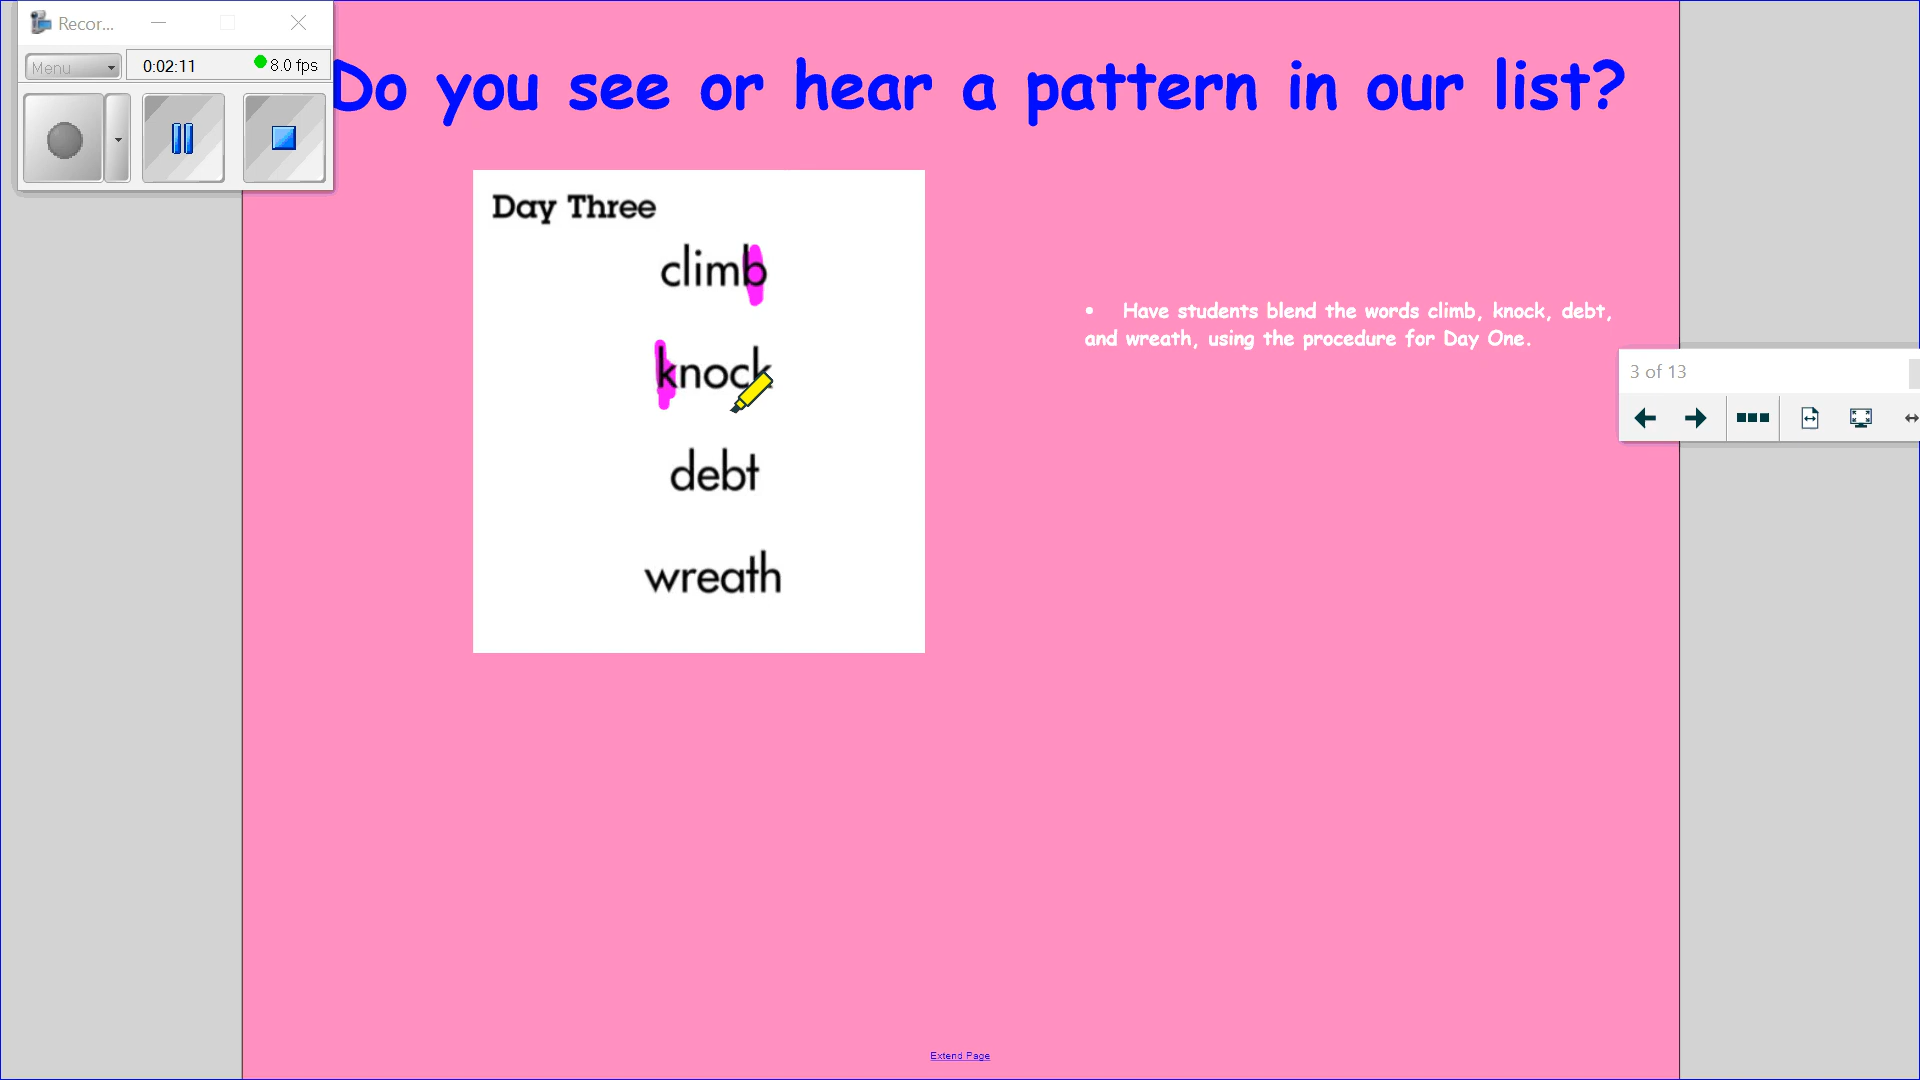 Recor...
Menu
0:02:11
8.0 fps
Do you see or hear a pattern in our list?
Day Three
climb
knock
debt
wreath
• Have students blend the words climb, knock, debt,
and wreath, using the procedure for Day One.
3 of 13
Extend Page